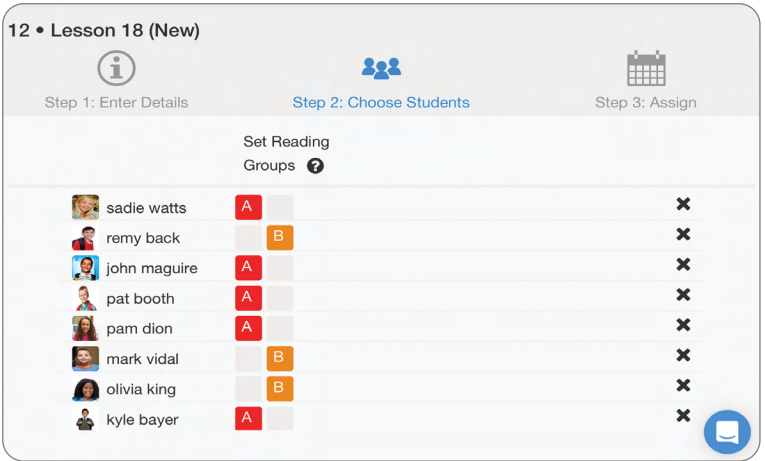 12 • Lesson 18 (New)
Step 1: Enter Details
Step 2: Choose Students
Step 3: Assign
Set Reading
Groups ?
sadie watts A
remy back B
john maguire A
pat booth A
pam dion A
mark vidal B
olivia king B
kyle bayer A